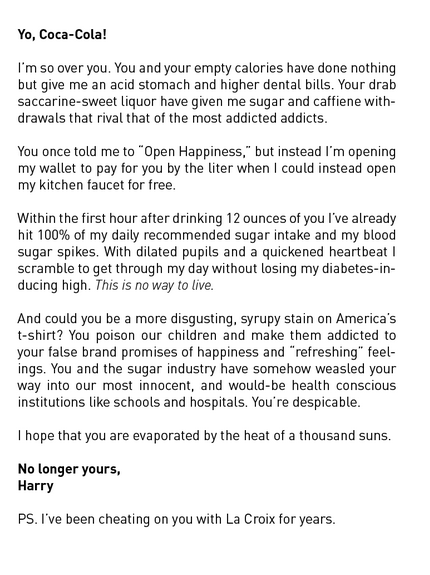 Yo, Coca-Cola!
I'm so over you. You and your empty calories have done nothing
but give me an acid stomach and higher dental bills. Your drab
saccarine-sweet liquor have given me sugar and caffiene with-
drawals that rival that of the most addicted addicts.
You once told me to "Open Happiness," but instead I'm opening
my wallet to pay for you by the liter when I could instead open
my kitchen faucet for free.
Within the first hour after drinking 12 ounces of you I've already
hit 100% of my daily recommended sugar intake and my blood
sugar spikes. With dilated pupils and a quickened heartbeat I
scramble to get through my day without losing my diabetes-in-
ducing high. This is no way to live.
And could you be a more disgusting, syrupy stain on America's
t-shirt? You poison our children and make them addicted to
your false brand promises of happiness and "refreshing" feel-
ings. You and the sugar industry have somehow weasled your
way into our most innocent, and would-be health conscious
institutions like schools and hospitals. You're despicable.
I hope that you are evaporated by the heat of a thousand suns.
No longer yours,
Harry
PS. I've been cheating on you with La Croix for years.